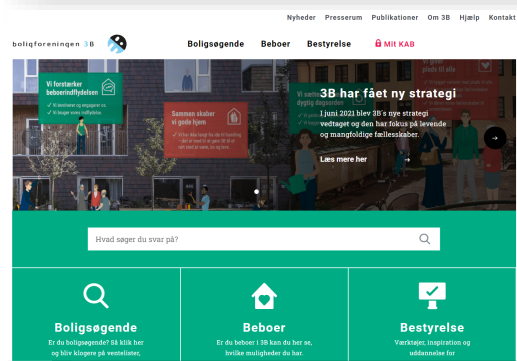 Nyheder Presserum Publikationer Om 3B Hjælp Kontakt
boligforeningen 3B
Boligsøgende Beboer Bestyrelse Mit KAB
Vi forstærker
beboerindflydelsen
Sammen skaber
vi gode hjem
3B har fået ny strategi
1 juni 2021 blev 3B´s nye strategi
vedtaget og den har fokus på levende
og mangfoldige fællesskaber.
Læs mere her
Hvad søger du svar på?
Boligsøgende
Er du boligsøgende? Så klik her
og bliv klogere på ventelister,
Beboer
Er du beboer i 3B kan du her se,
hvilke muligheder du har.
Bestyrelse
Værktøjer, inspiration og
uddannelse for